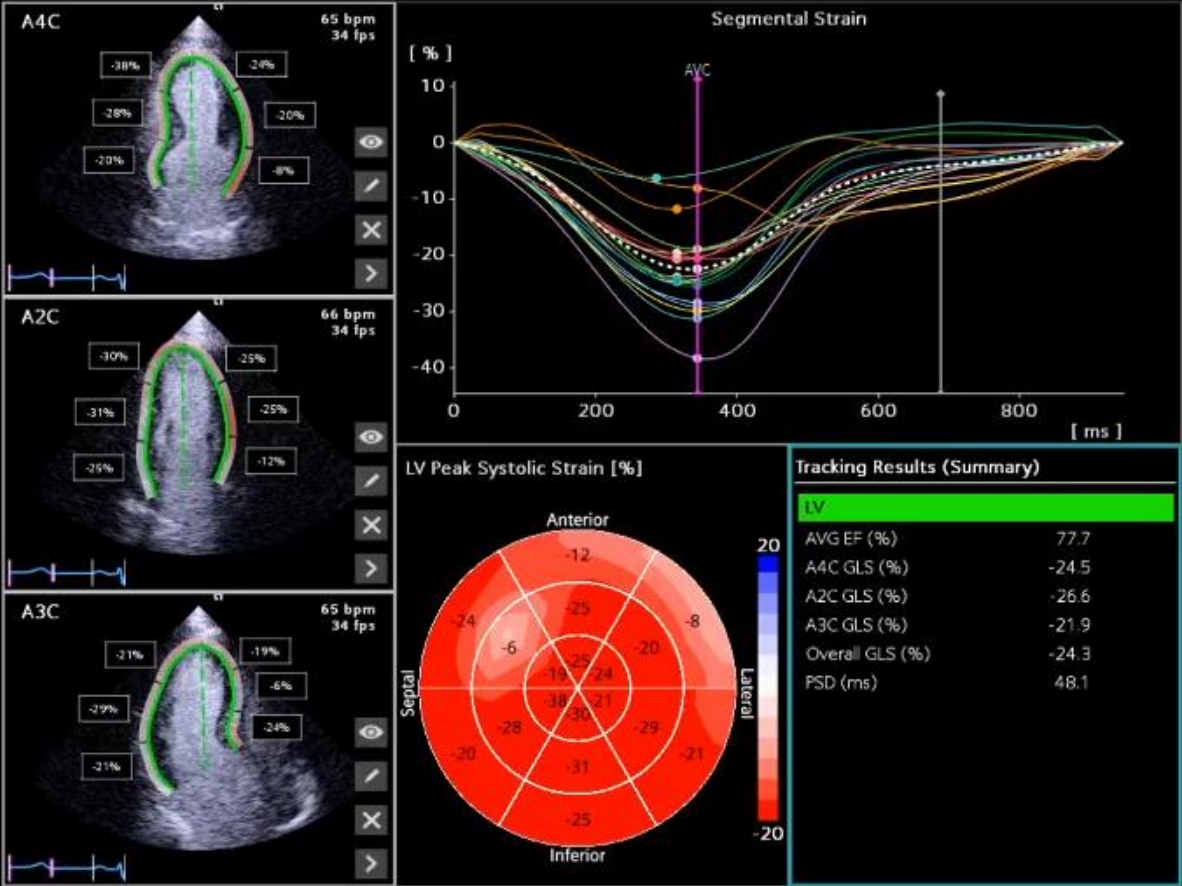 A4C
65 bpm
34 fps
-38%
-24%
-28%
-20%
-20%
-8%
A2C
66 bpm
34 fps
-30%
-25%
-31%
-25%
-25%
-12%
A3C
65 bpm
34 fps
-21%
-19%
-6%
-29%
-24%
-21%
Segmental Strain
[ % ]
AVC
10
0
-10
-20
-30
-40
0 200 400 600 800
[ ms ]
LV Peak Systolic Strain [%]
Anterior
20
-12
-24
-25
-8
-6
-20
-25
-19
-24
Septal
Lateral
-38
-21
-30
-28
-29
-20
-21
-31
-25
-20
Inferior
Tracking Results (Summary)
LV
AVG EF (%) 77.7
A4C GLS (%) -24.5
A2C GLS (%) -26.6
A3C GLS (%) -21.9
Overall GLS (%) -24.3
PSD (ms) 48.1